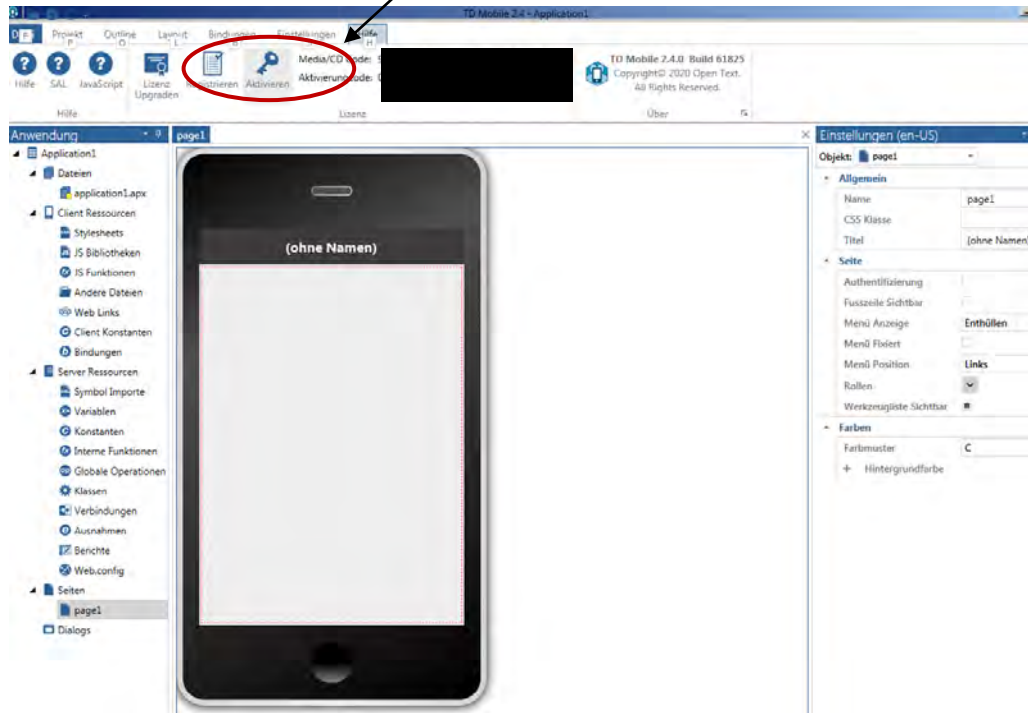 TD Mobile 2.4 - Application1
Projekt Outline Layout Bindungen Einstellungen Hilfe
P O L H
Media/CD Code:
Aktivierungcode:
Hilfe SAL JavaScript Lizenz Upgraden Registrieren Aktivieren
TD Mobile 2.4.0 Build 61825
Copyright© 2020 Open Text.
All Rights Reserved.
Hilfe Lizenz Über
Anwendung
page1
Einstellungen (en-US)
Application1
Dateien
application1.apx
Client Ressourcen
Stylesheets
JS Bibliotheken
JS Funktionen
Andere Dateien
Web Links
Client Konstanten
Bindungen
Server Ressourcen
Symbol Importe
Variablen
Konstanten
Interne Funktionen
Globale Operationen
Klassen
Verbindungen
Ausnahmen
Berichte
Web.config
Seiten
page1
Dialogs
(ohne Namen)
Objekt: page1
Allgemein
Name page1
CSS Klasse
Titel (ohne Namen)
Seite
Authentifizierung
Fusszeile Sichtbar
Menü Anzeige Enthüllen
Menü Fixiert
Menü Position Links
Rollen
Werkzeugliste Sichtbar
Farben
Farbmuster C
+ Hintergrundfarbe